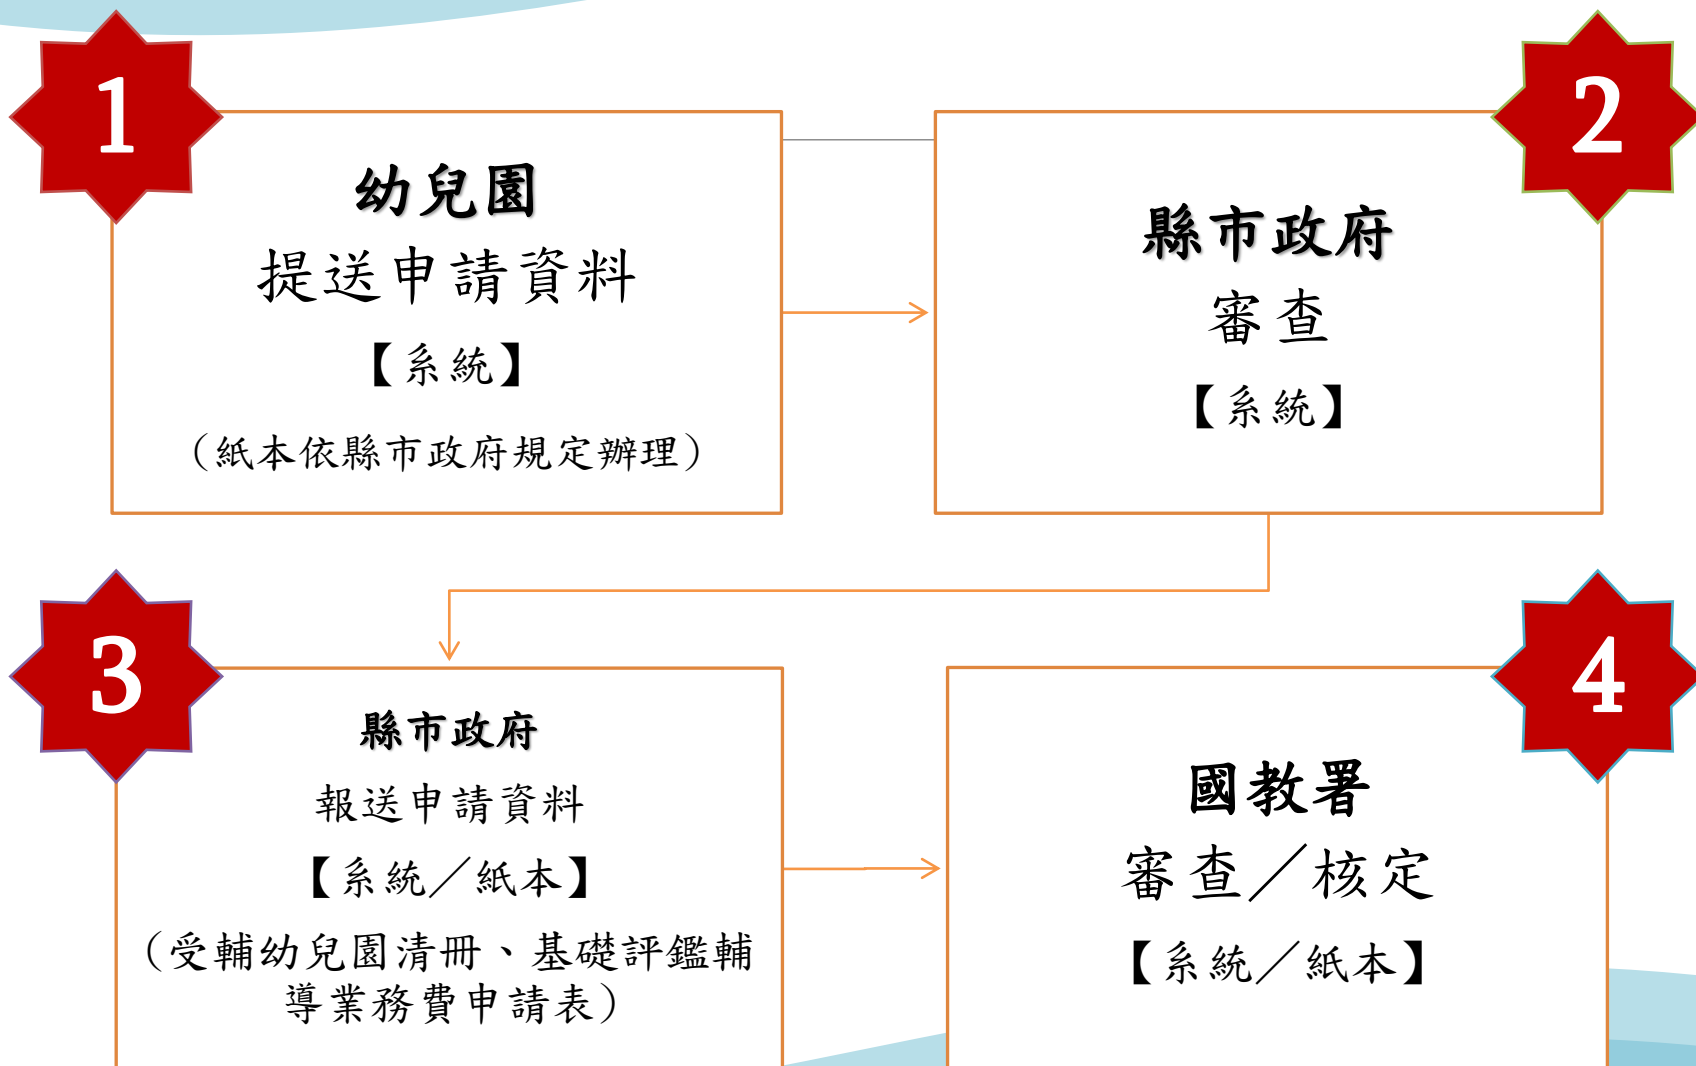 1
幼兒園
提送申請資料
【系統】
（紙本依縣市政府規定辦理）
2
縣市政府
審查
【系統】
3
縣市政府
報送申請資料
【系統／紙本】
（受輔幼兒園清冊、基礎評鑑輔
導業務費申請表）
4
國教署
審查／核定
【系統／紙本】